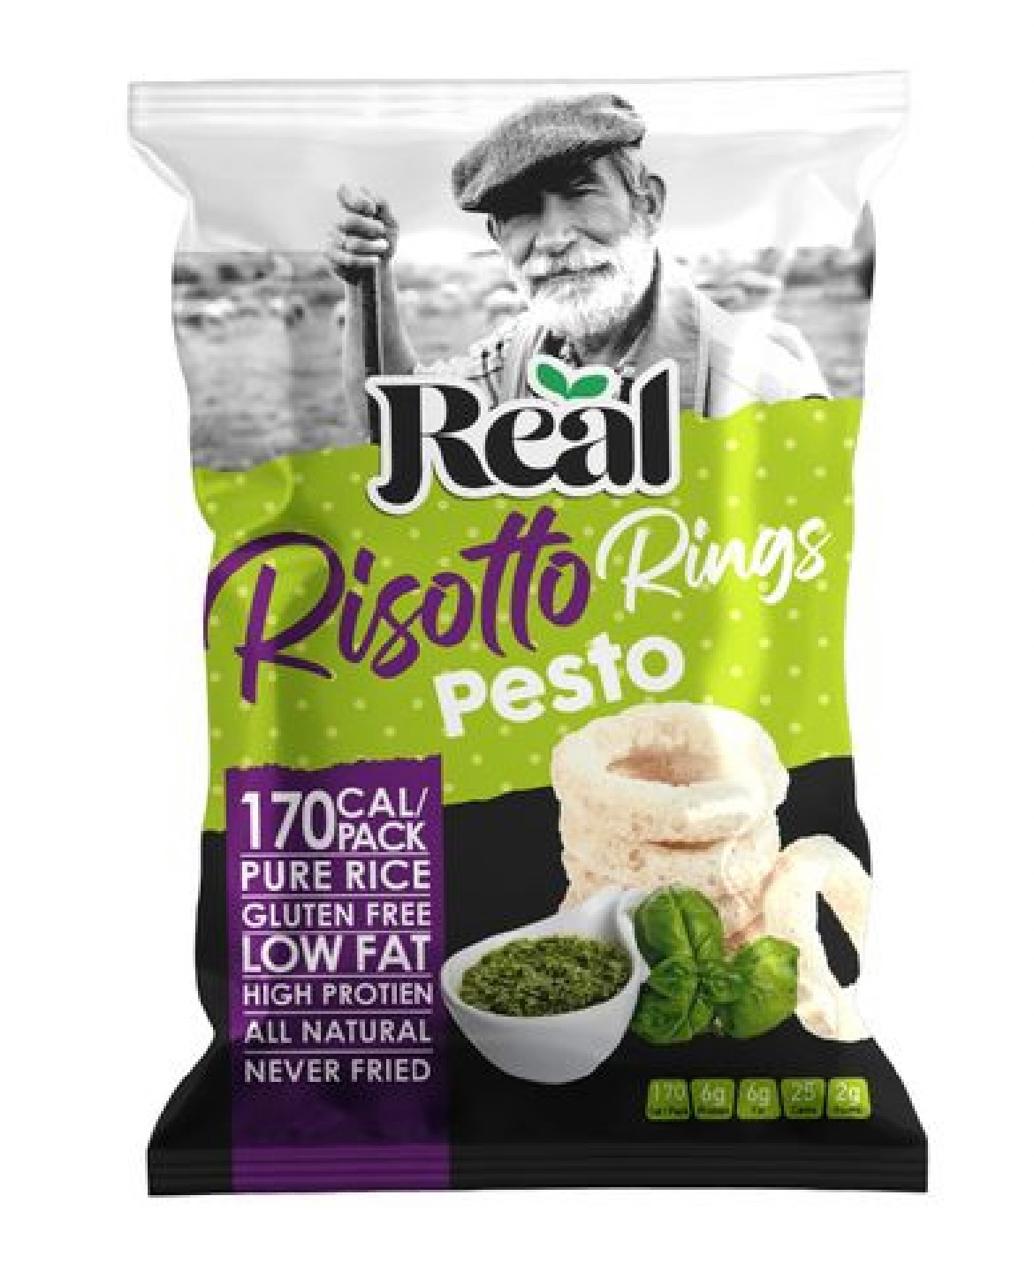 Real
Risotto Rings
pesto
170 CAL/
PACK
PURE RICE
GLUTEN FREE
LOW FAT
HIGH PROTIEN
ALL NATURAL
NEVER FRIED
170 6g 6g 25 2g